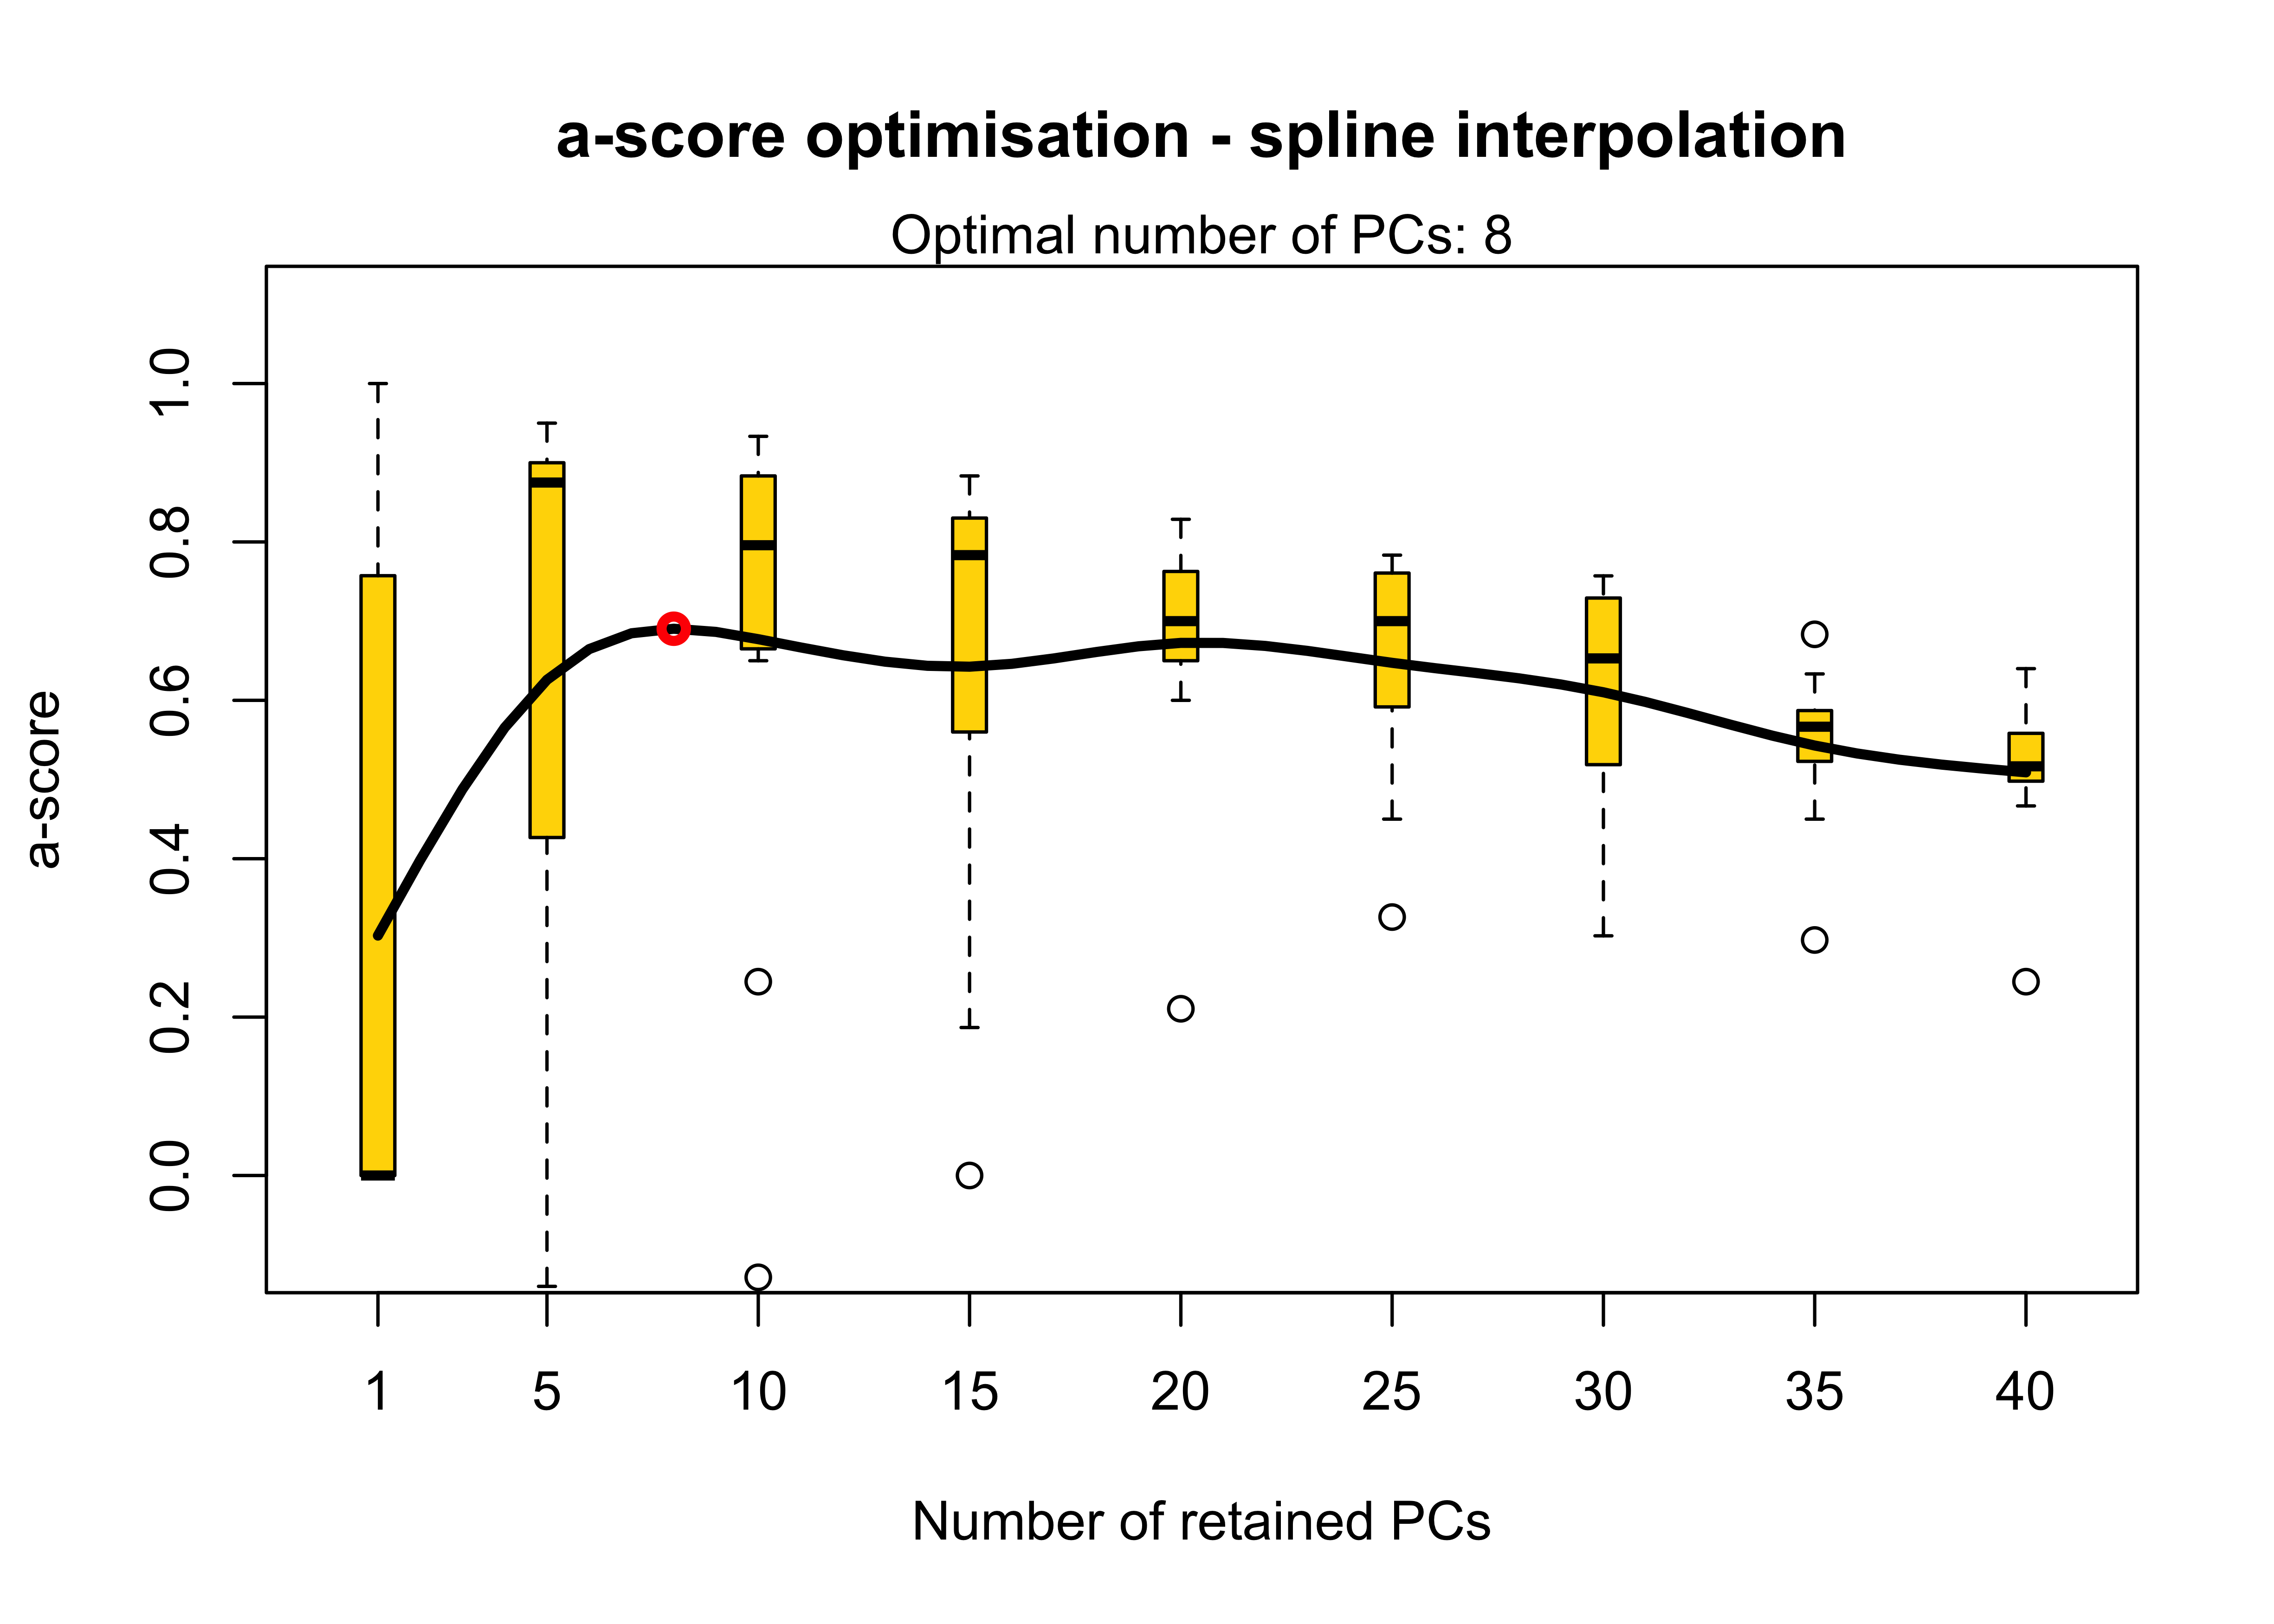 a-score optimisation - spline interpolation
Optimal number of PCs: 8
a-score
1.0
0.8
0.6
0.4
0.2
0.0
1 5 10 15 20 25 30 35 40
Number of retained PCs